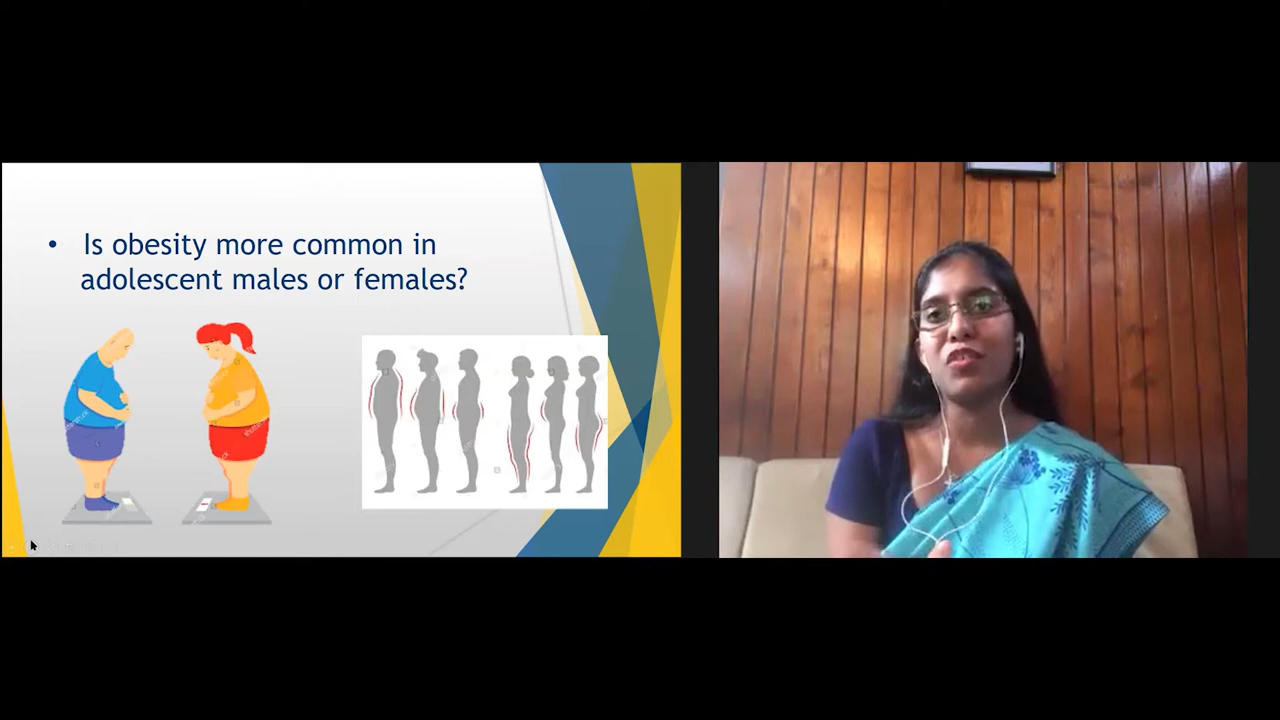 • Is obesity more common in
adolescent males or females?